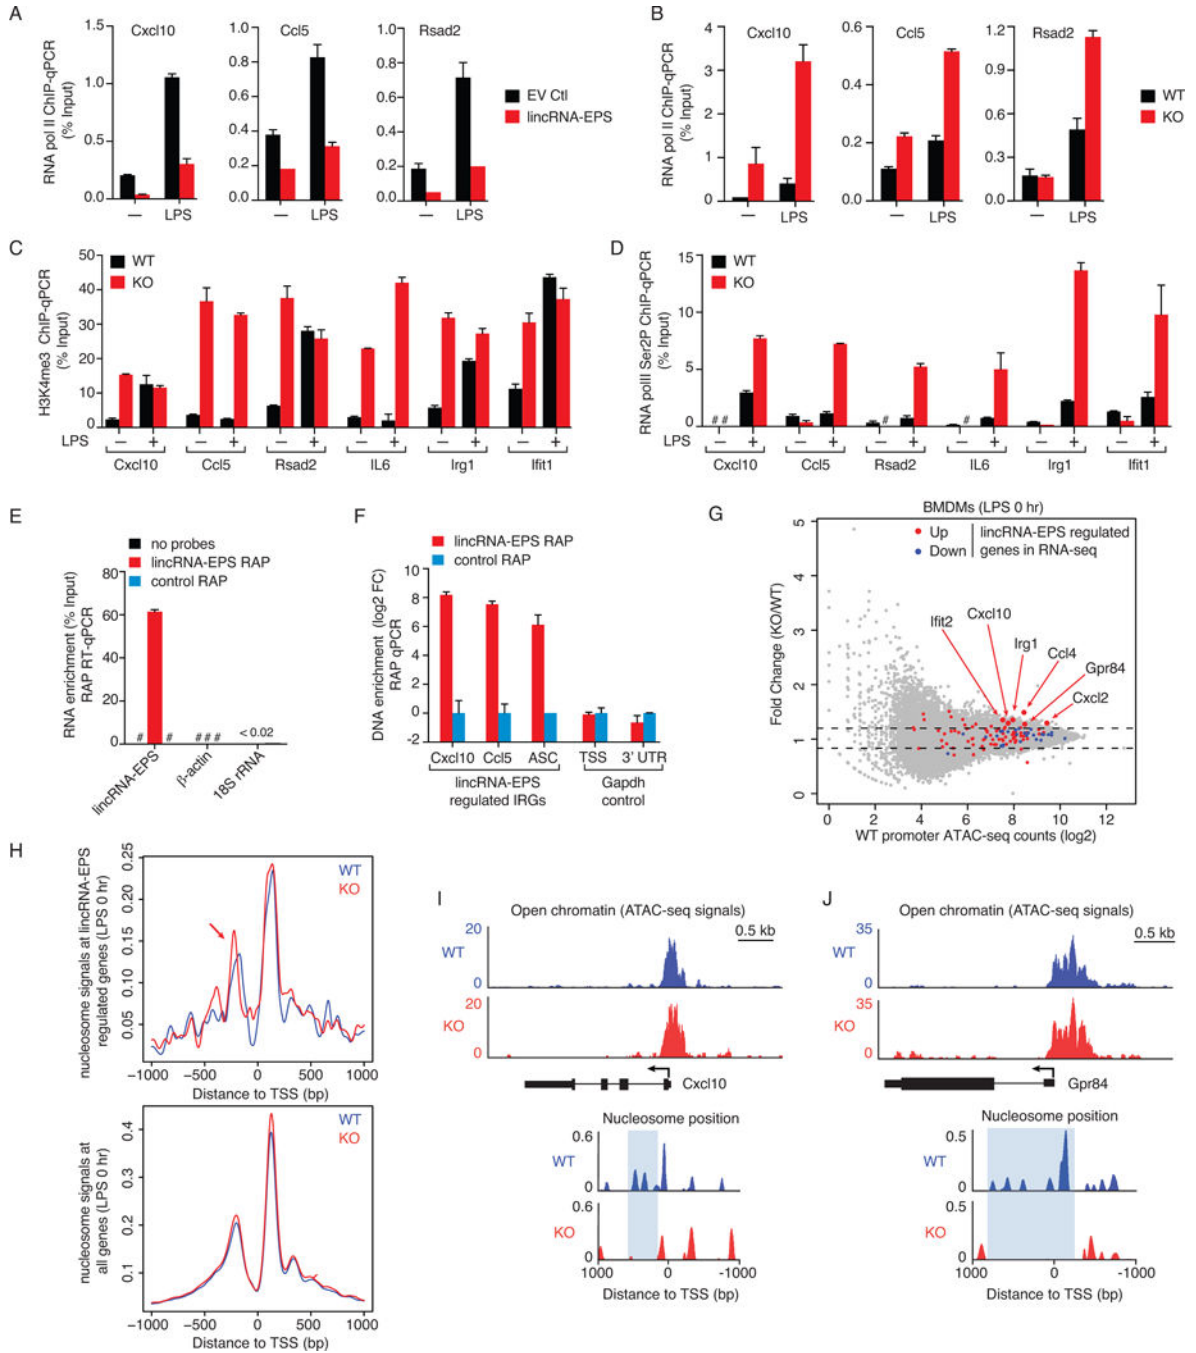 A
RNA pol II ChIP-qPCR
(% Input)
1.5
1.0
0.5
0.0
Cxcl10
— LPS
1.0
0.8
0.6
0.4
0.2
0.0
Ccl5
— LPS
1.0
0.8
0.6
0.4
0.2
0.0
Rsad2
— LPS
EV Ctl
lincRNA-EPS
B
RNA pol II ChIP-qPCR
(% Input)
4
3
2
1
0
Cxcl10
— LPS
0.6
0.4
0.2
0.0
Ccl5
— LPS
1.2
0.9
0.6
0.3
0.0
Rsad2
— LPS
WT
KO
C
H3K4me3 ChIP-qPCR
(% Input)
50
40
30
20
10
0
WT
KO
LPS — + — + — + — + — + — +
Cxcl10 Ccl5 Rsad2 IL6 Irg1 Ifit1
D
RNA polII Ser2P ChIP-qPCR
(% Input)
15
10
5
0
WT
KO
# # # #
LPS — + — + — + — + — + — +
Cxcl10 Ccl5 Rsad2 IL6 Irg1 Ifit1
E
no probes
lincRNA-EPS RAP
control RAP
RNA enrichment (% Input)
RAP RT-qPCR
80
60
40
20
0
# # # # # < 0.02
lincRNA-EPS
β-actin
18S rRNA
F
lincRNA-EPS RAP
control RAP
DNA enrichment (log2 FC)
RAP qPCR
10
8
6
4
2
0
-2
Cxcl10 Ccl5 ASC TSS 3' UTR
lincRNA-EPS
regulated IRGs
Gapdh
control
G
BMDMs (LPS 0 hr)
Up
Down
lincRNA-EPS regulated
genes in RNA-seq
Fold Change (KO/WT)
5
4
3
2
1
0
Ifit2
Cxcl10
Irg1
Ccl4
Gpr84
Cxcl2
0 2 4 6 8 10 12
WT promoter ATAC-seq counts (log2)
H
nucleosome signals at lincRNA-EPS
regulated genes (LPS 0 hr)
0.25
0.20
0.15
0.10
0.05
WT
KO
−1000 −500 0 500 1000
Distance to TSS (bp)
nucleosome signals at
all genes (LPS 0 hr)
0.4
0.3
0.2
0.1
WT
KO
−1000 −500 0 500 1000
Distance to TSS (bp)
I
Open chromatin (ATAC-seq signals)
20
WT
0
0.5 kb
20
KO
0
Cxcl10
Nucleosome position
0.6
WT
0
0.6
KO
0
1000 0 -1000
Distance to TSS (bp)
J
Open chromatin (ATAC-seq signals)
35
WT
0
0.5 kb
35
KO
0
Gpr84
Nucleosome position
0.5
WT
0
0.5
KO
0
1000 0 -1000
Distance to TSS (bp)